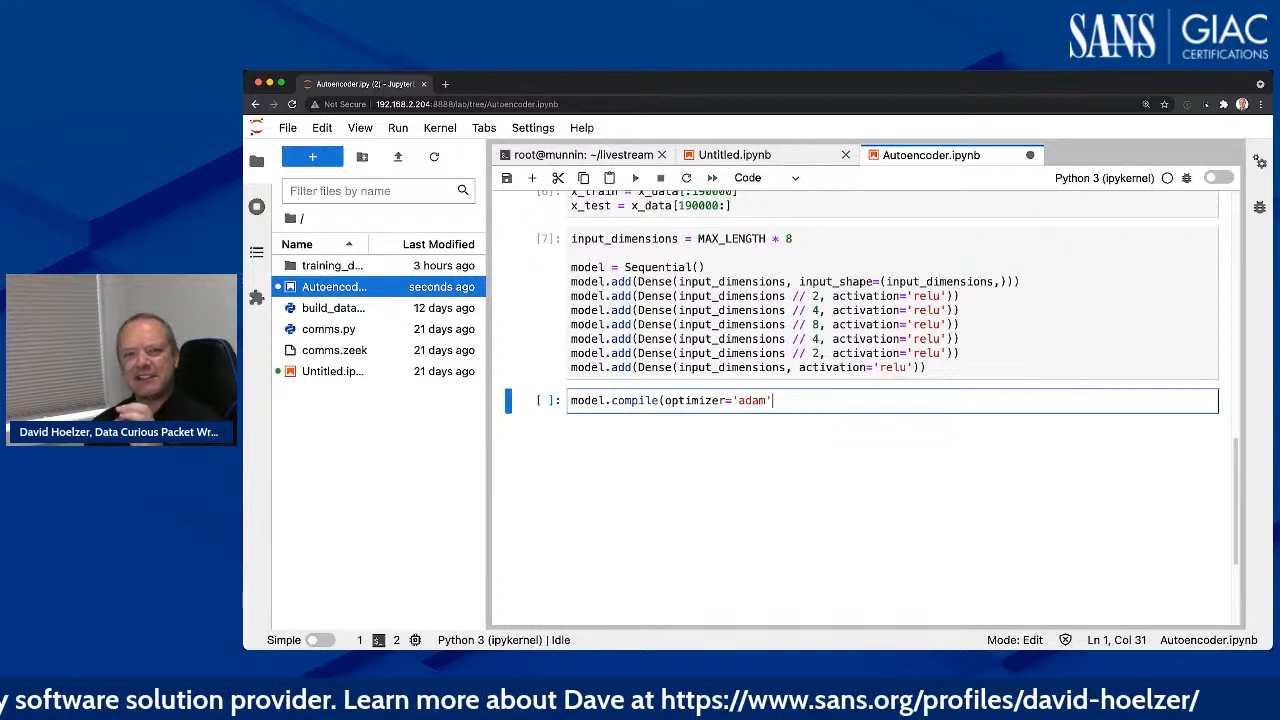 SANS GIAC
CERTIFICATIONS
Autoencoder.ipy (2) - JupyterL
Not Secure 192.168.2.204:8888/lab/tree/Autoencoder.ipynb
File Edit View Run Kernel Tabs Settings Help
root@munnin: ~/livestream Untitled.ipynb Autoencoder.ipynb
Code Python 3 (ipykernel)
Filter files by name
/
Name Last Modified
training_d... 3 hours ago
Autoencod... seconds ago
build_data... 12 days ago
comms.py 21 days ago
comms.zeek 21 days ago
Untitled.ip... 21 days ago
[6]: x_train = x_data[:190000]
x_test = x_data[190000:]
[7]: input_dimensions = MAX_LENGTH * 8
model = Sequential()
model.add(Dense(input_dimensions, input_shape=(input_dimensions,)))
model.add(Dense(input_dimensions // 2, activation='relu'))
model.add(Dense(input_dimensions // 4, activation='relu'))
model.add(Dense(input_dimensions // 8, activation='relu'))
model.add(Dense(input_dimensions // 4, activation='relu'))
model.add(Dense(input_dimensions // 2, activation='relu'))
model.add(Dense(input_dimensions, activation='relu'))
[ ]: model.compile(optimizer='adam'
David Hoelzer, Data Curious Packet Wr...
Simple 1 2 Python 3 (ipykernel) | Idle Mode: Edit Ln 1, Col 31 Autoencoder.ipynb
y software solution provider. Learn more about Dave at https://www.sans.org/profiles/david-hoelzer/